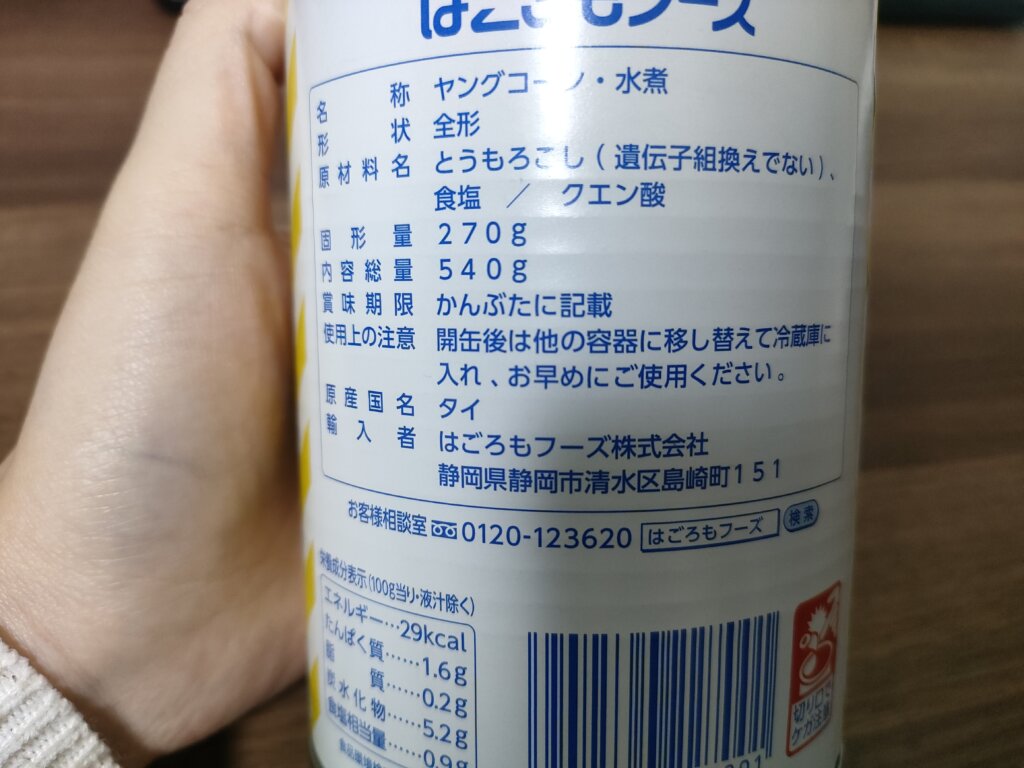 はごろもフーズ
名称 ヤングコーン・水煮
形状 全形
原材料名 とうもろこし(遺伝子組換えでない)、
食塩 / クエン酸
固形量 270g
内容総量 540g
賞味期限 かんぶたに記載
使用上の注意 開缶後は他の容器に移し替えて冷蔵庫に
入れ、お早めにご使用ください。
原産国名 タイ
輸入者 はごろもフーズ株式会社
静岡県静岡市清水区島崎町151
お客様相談室 0120-123620 はごろもフーズ 検索
栄養成分表示(100g当り・液汁除く)
エネルギー…29kcal
たんぱく質……1.6g
脂質……0.2g
炭水化物……5.2g
食塩相当量……0.9g
切り口で
ケガ注意